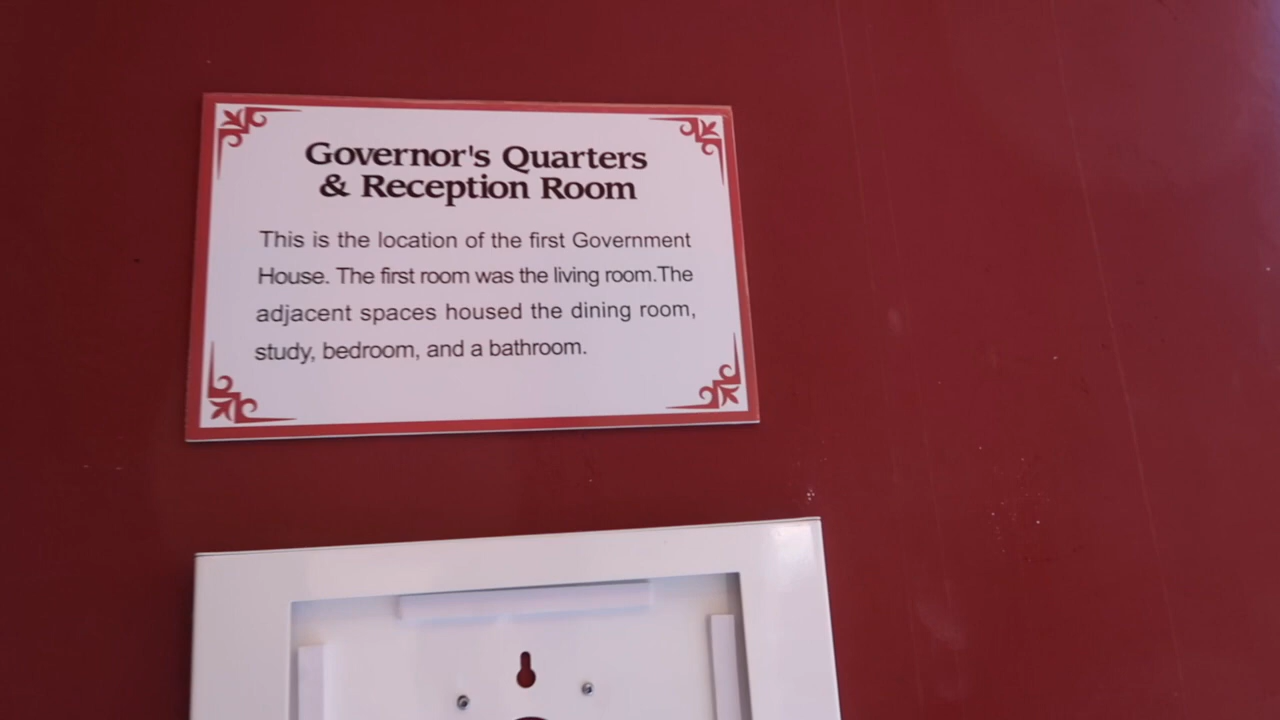 Governor's Quarters
& Reception Room
This is the location of the first Government
House. The first room was the living room.The
adjacent spaces housed the dining room,
study, bedroom, and a bathroom.